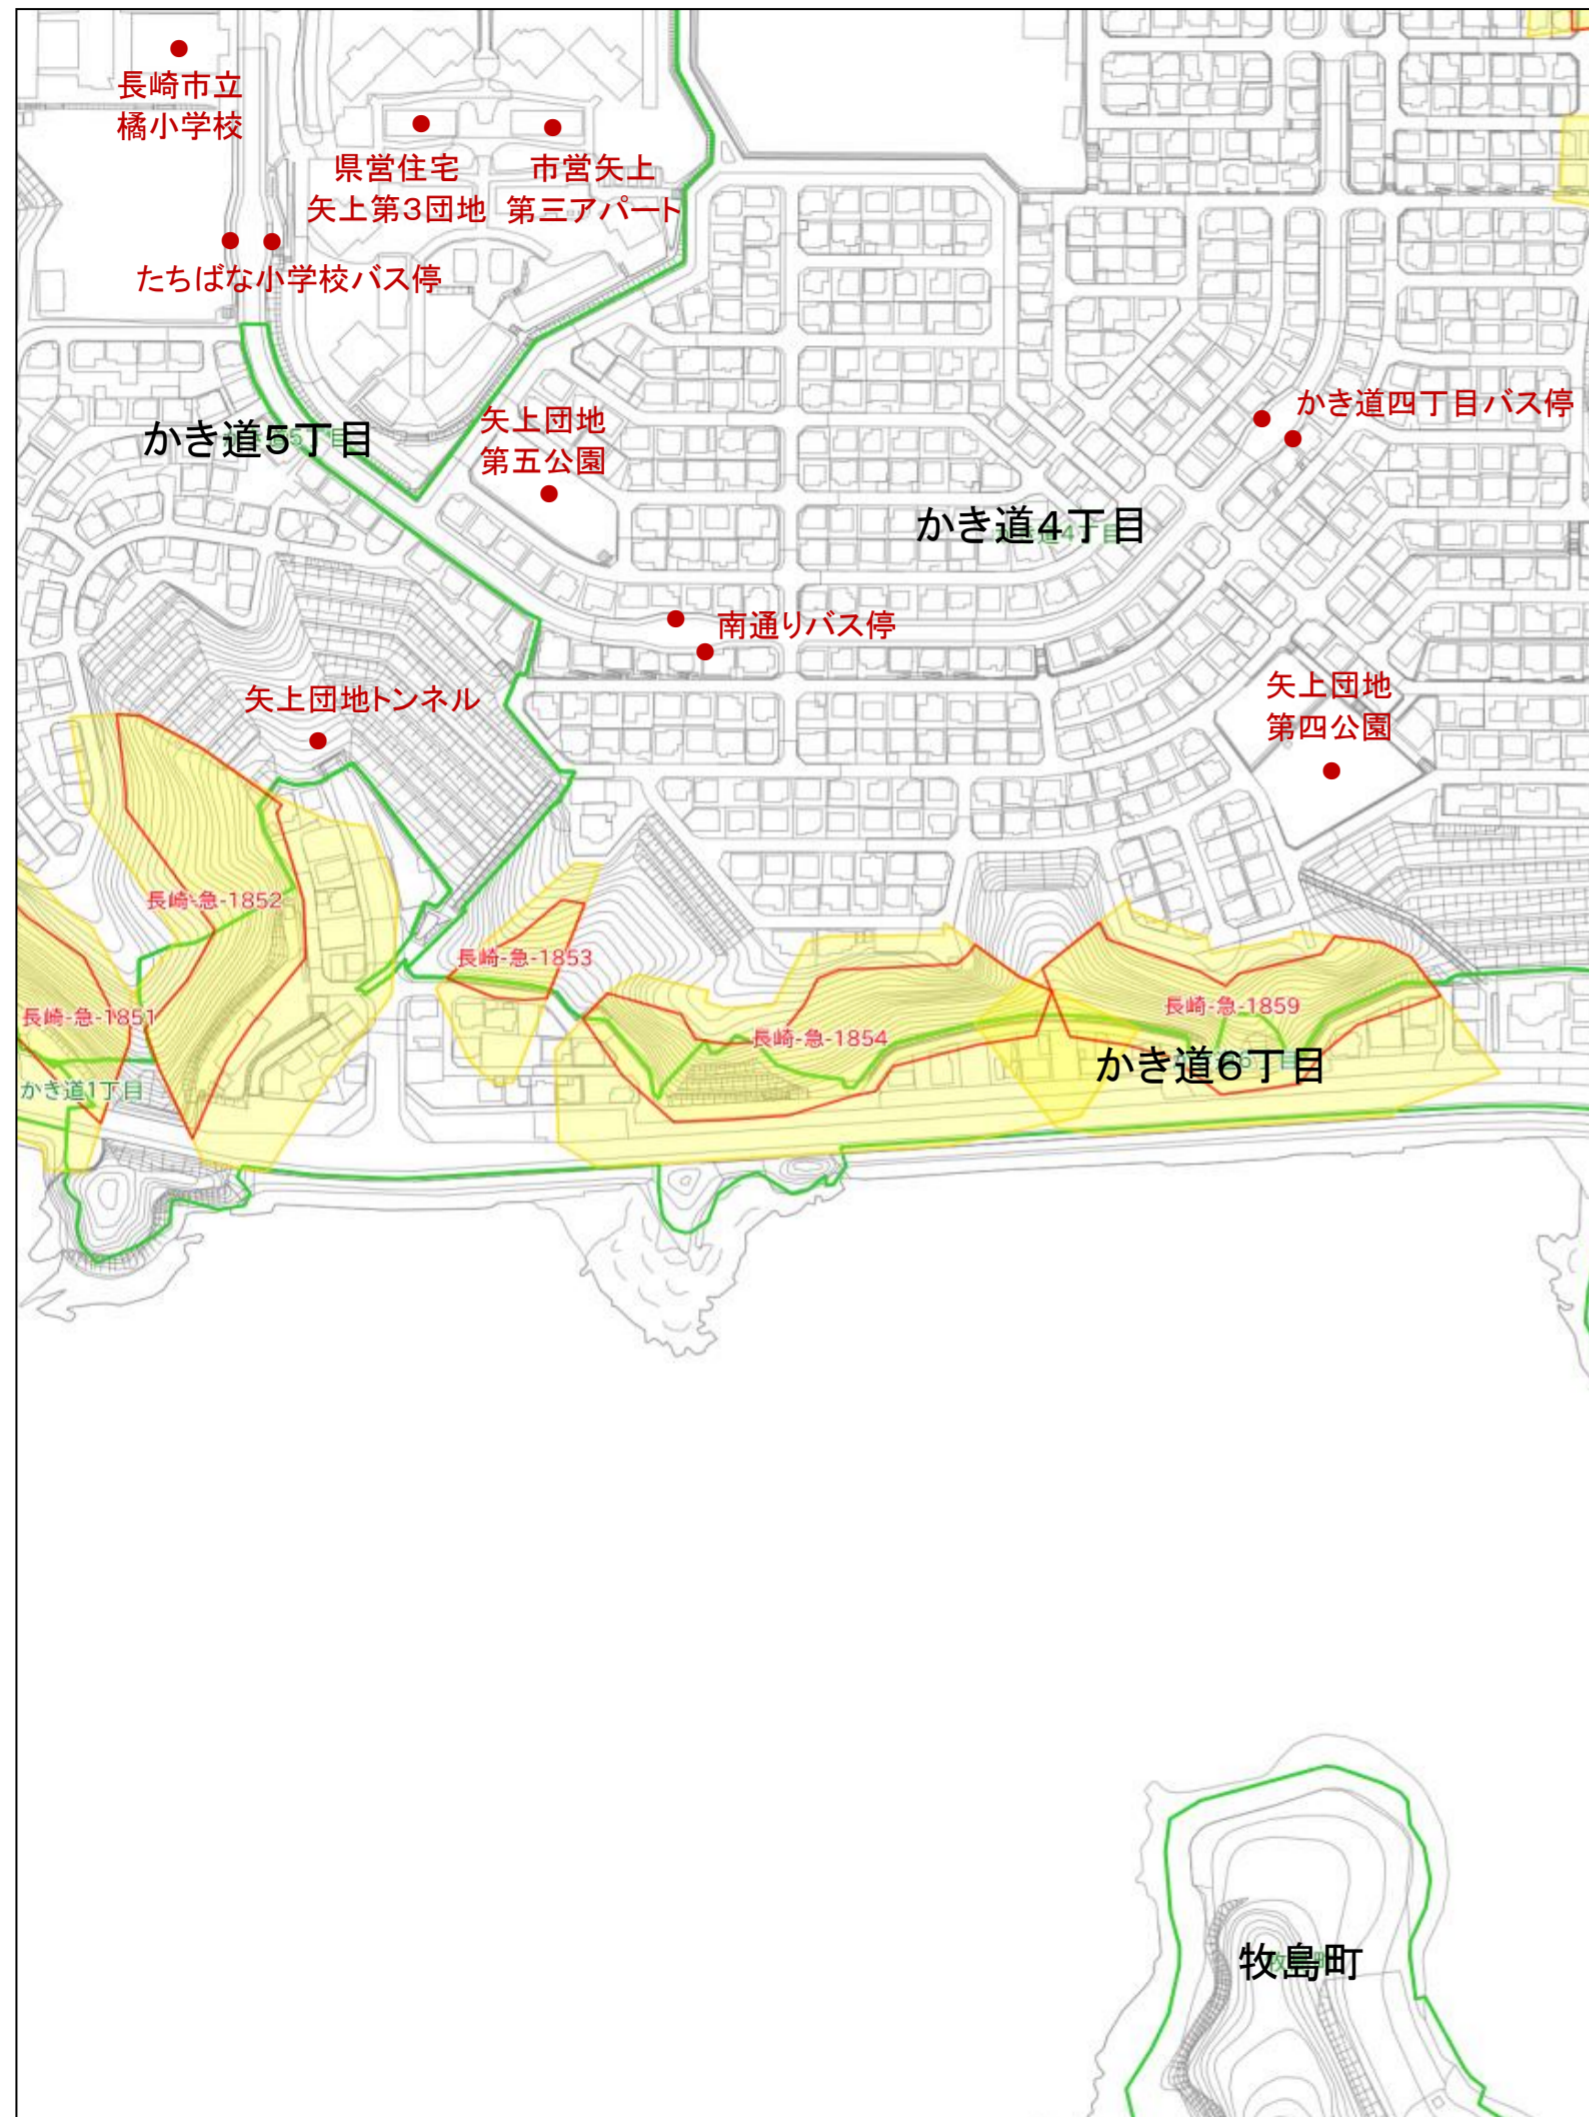 長崎市立
橘小学校
県営住宅
矢上第3団地
市営矢上
第三アパート
たちばな小学校バス停
かき道四丁目バス停
矢上団地
第五公園
かき道5丁目
かき道4丁目
南通りバス停
矢上団地トンネル
矢上団地
第四公園
長崎-急-1852
長崎-急-1853
長崎-急-1851
長崎-急-1859
長崎-急-1854
かき道6丁目
かき道1丁目
牧島町